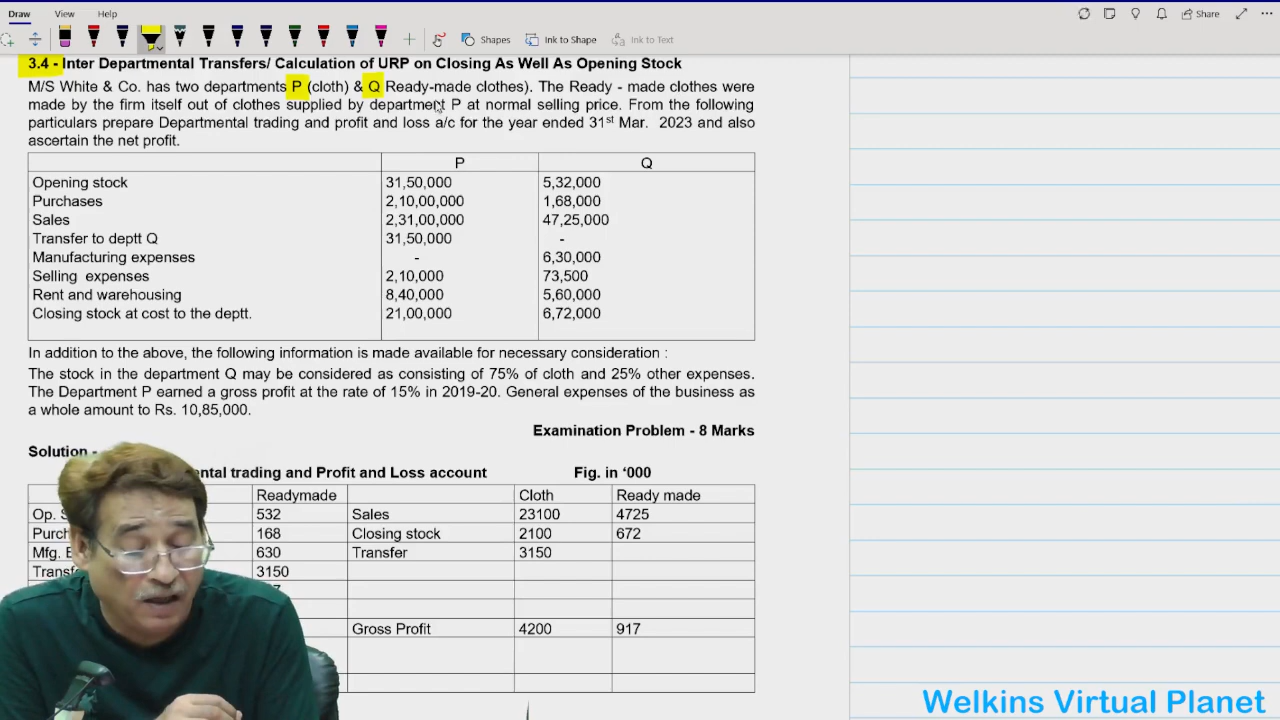 Draw View Help
Shapes Ink to Shape Ink to Text Share
3.4 - Inter Departmental Transfers/ Calculation of URP on Closing As Well As Opening Stock
M/S White & Co. has two departments P (cloth) & Q Ready-made clothes). The Ready - made clothes were
made by the firm itself out of clothes supplied by department P at normal selling price. From the following
particulars prepare Departmental trading and profit and loss a/c for the year ended 31st Mar. 2023 and also
ascertain the net profit.
P Q
Opening stock 31,50,000 5,32,000
Purchases 2,10,00,000 1,68,000
Sales 2,31,00,000 47,25,000
Transfer to deptt Q 31,50,000 -
Manufacturing expenses - 6,30,000
Selling expenses 2,10,000 73,500
Rent and warehousing 8,40,000 5,60,000
Closing stock at cost to the deptt. 21,00,000 6,72,000
In addition to the above, the following information is made available for necessary consideration :
The stock in the department Q may be considered as consisting of 75% of cloth and 25% other expenses.
The Department P earned a gross profit at the rate of 15% in 2019-20. General expenses of the business as
a whole amount to Rs. 10,85,000.
Examination Problem - 8 Marks
Solution -
trading and Profit and Loss account Fig. in ‘000
Readymade Cloth Ready made
Op. 532 Sales 23100 4725
168 Closing stock 2100 672
Mfg. 630 Transfer 3150
3150
Gross Profit 4200 917
Welkins Virtual Planet